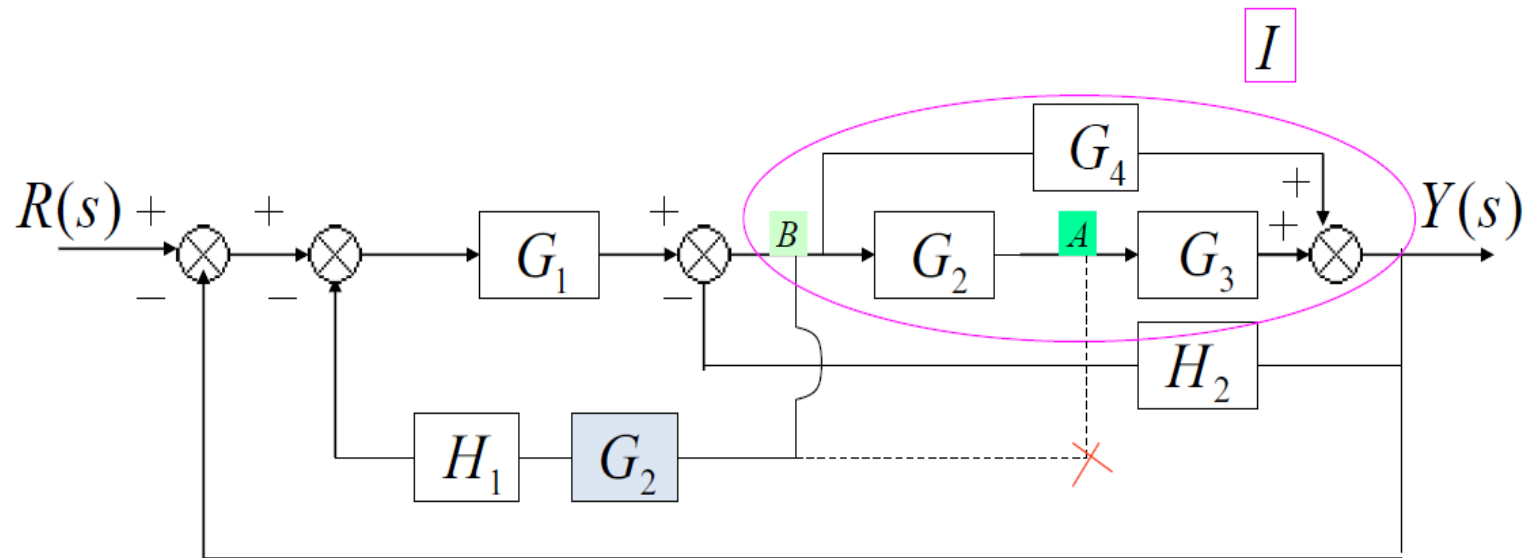 I
G₄
R(s) + − + − G₁ + − B G₂ A G₃ + + Y(s)
H₂
H₁ G₂